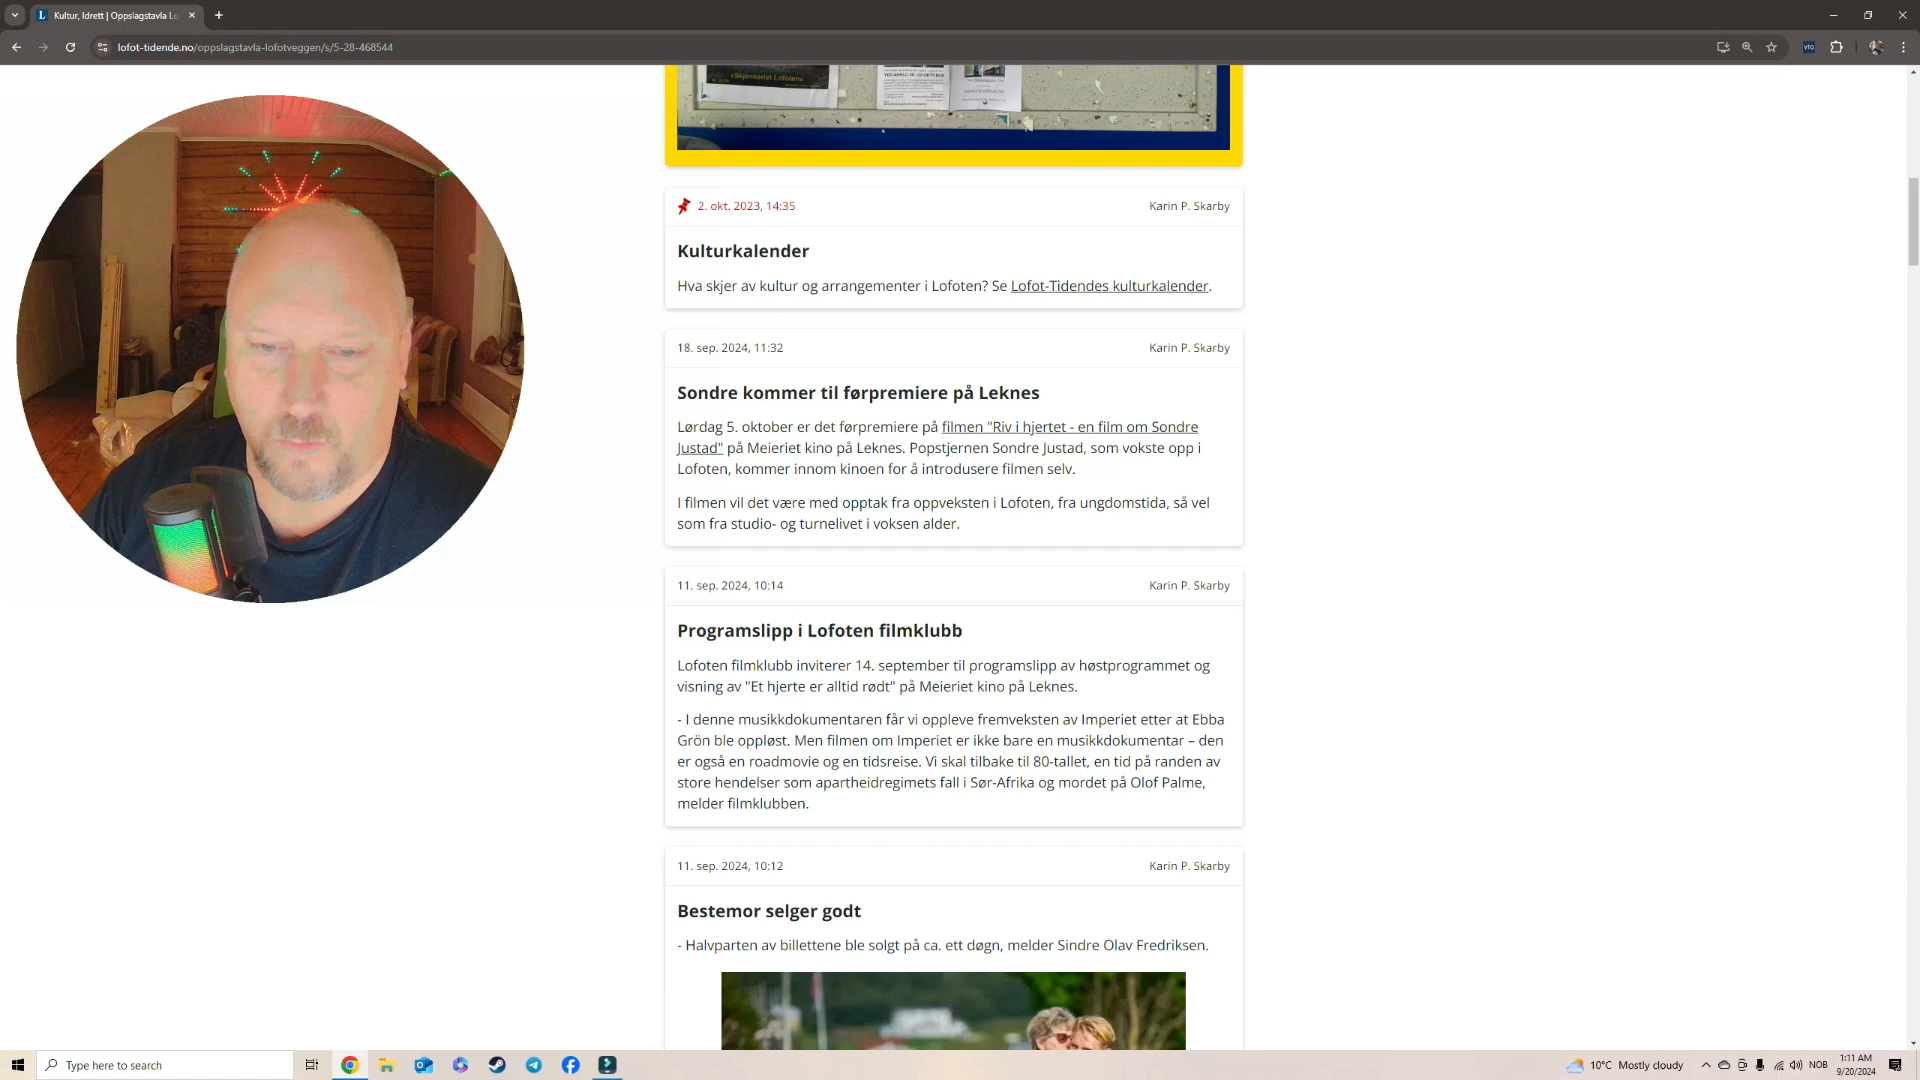 Kultur, Idrett | Oppslagstavla Lo
lofot-tidende.no/oppslagstavla-lofotveggen/s/5-28-468544
«Skjønkeriet Lofoten»
2. okt. 2023, 14:35
Karin P. Skarby
Kulturkalender
Hva skjer av kultur og arrangementer i Lofoten? Se Lofot-Tidendes kulturkalender.
18. sep. 2024, 11:32
Karin P. Skarby
Sondre kommer til førpremiere på Leknes
Lørdag 5. oktober er det førpremiere på filmen "Riv i hjertet - en film om Sondre
Justad" på Meieriet kino på Leknes. Popstjernen Sondre Justad, som vokste opp i
Lofoten, kommer innom kinoen for å introdusere filmen selv.
I filmen vil det være med opptak fra oppveksten i Lofoten, fra ungdomstida, så vel
som fra studio- og turnelivet i voksen alder.
11. sep. 2024, 10:14
Karin P. Skarby
Programslipp i Lofoten filmklubb
Lofoten filmklubb inviterer 14. september til programslipp av høstprogrammet og
visning av "Et hjerte er alltid rødt" på Meieriet kino på Leknes.
- I denne musikkdokumentaren får vi oppleve fremveksten av Imperiet etter at Ebba
Grön ble oppløst. Men filmen om Imperiet er ikke bare en musikkdokumentar – den
er også en roadmovie og en tidsreise. Vi skal tilbake til 80-tallet, en tid på randen av
store hendelser som apartheidregimets fall i Sør-Afrika og mordet på Olof Palme,
melder filmklubben.
11. sep. 2024, 10:12
Karin P. Skarby
Bestemor selger godt
- Halvparten av billettene ble solgt på ca. ett døgn, melder Sindre Olav Fredriksen.
Type here to search
10°C Mostly cloudy
NOB
1:11 AM
9/20/2024